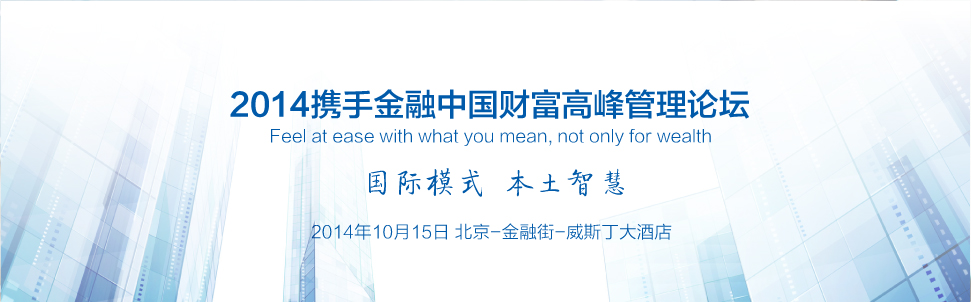 2014携手金融中国财富高峰管理论坛
Feel at ease with what you mean, not only for wealth
国际模式 本土智慧
2014年10月15日 北京-金融街-威斯丁大酒店